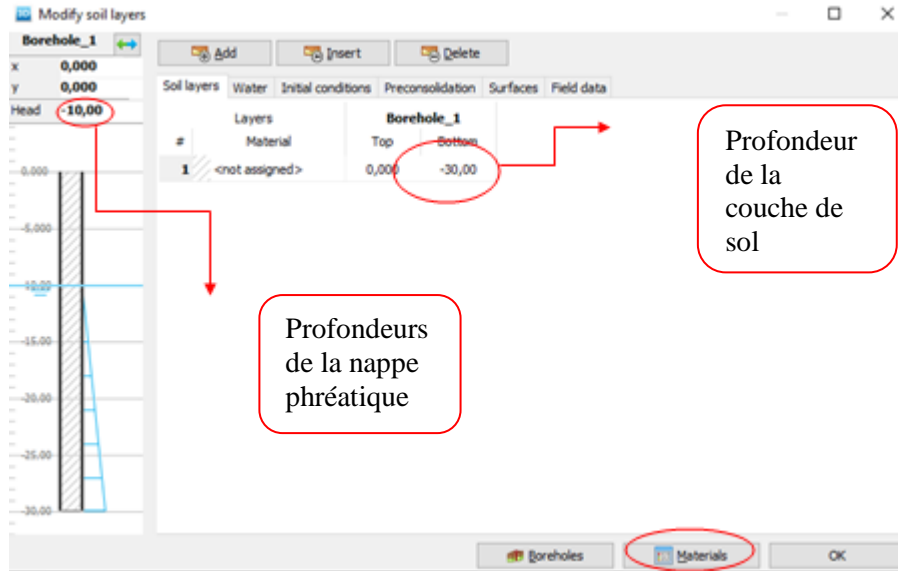 Modify soil layers
Borehole_1
x 0,000
y 0,000
Head -10,00
Add Insert Delete
Soil layers Water Initial conditions Preconsolidation Surfaces Field data
Layers Borehole_1
# Material Top Bottom
1 <not assigned> 0,000 -30,00
0.000
-5.000
-10.00
-15.00
-20.00
-25.00
-30.00
Profondeur
de la
couche de
sol
Profondeurs
de la nappe
phréatique
Boreholes Materials OK